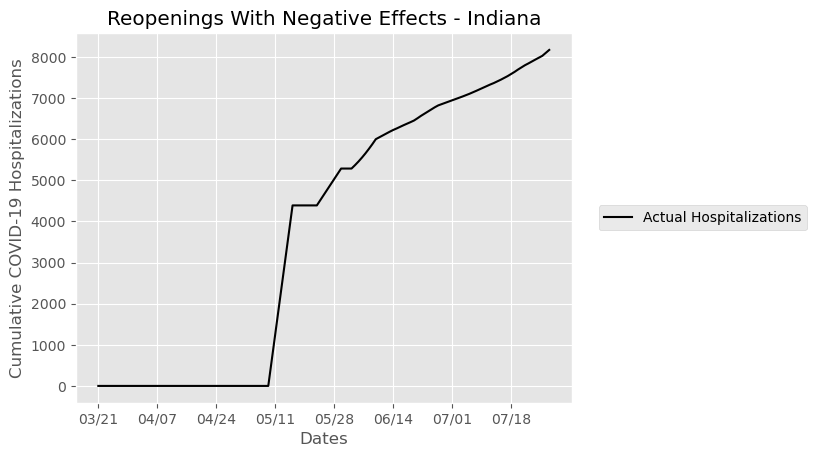 Reopenings With Negative Effects - Indiana
Cumulative COVID-19 Hospitalizations
8000
7000
6000
5000
4000
3000
2000
1000
0
03/21 04/07 04/24 05/11 05/28 06/14 07/01 07/18
Dates
Actual Hospitalizations